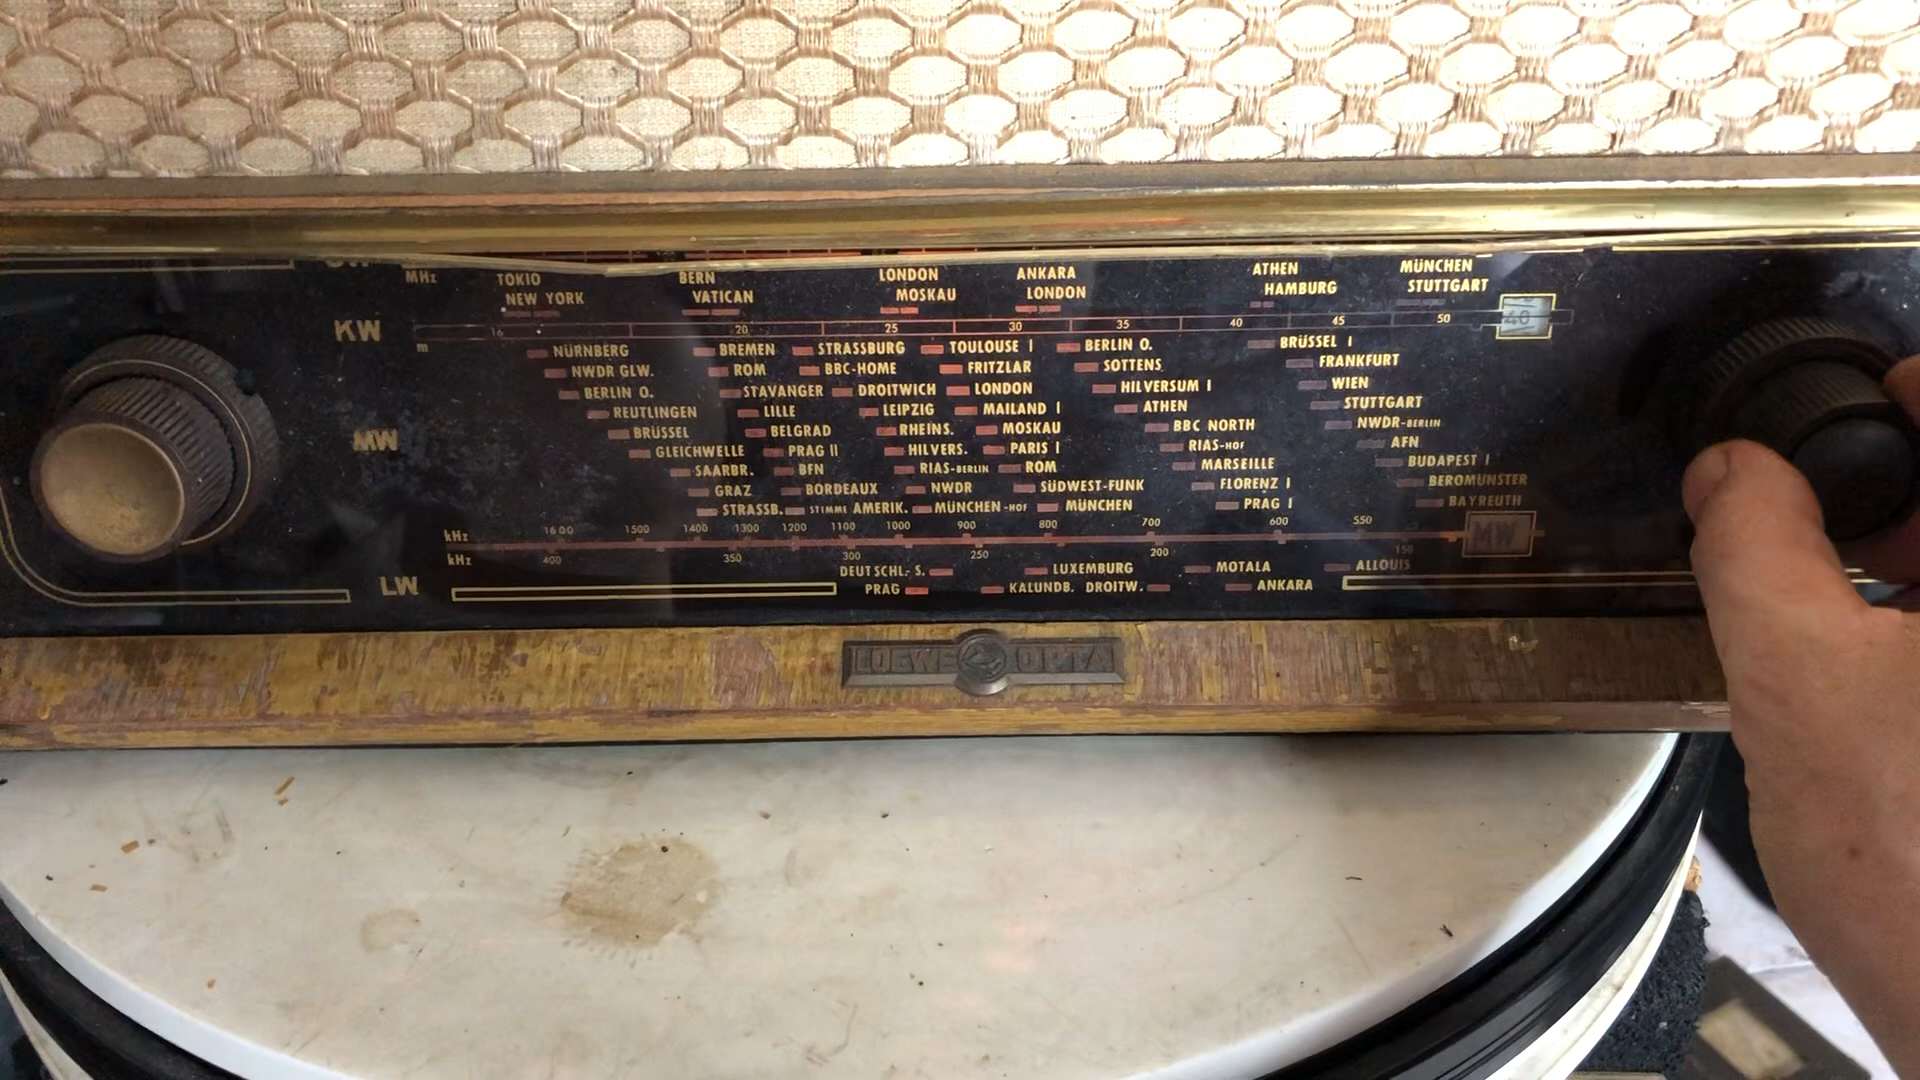 MHz TOKIO BERN LONDON ANKARA ATHEN MÜNCHEN
NEW YORK VATICAN MOSKAU LONDON HAMBURG STUTTGART
KW 16 20 25 30 35 40 45 50 40
m NÜRNBERG BREMEN STRASSBURG TOULOUSE I BERLIN O. BRÜSSEL I
NWDR GLW. ROM BBC-HOME FRITZLAR SOTTENS FRANKFURT
BERLIN O. STAVANGER DROITWICH LONDON HILVERSUM I WIEN
REUTLINGEN LILLE LEIPZIG MAILAND I ATHEN STUTTGART
MW BRÜSSEL BELGRAD RHEINS. MOSKAU BBC NORTH NWDR-BERLIN
GLEICHWELLE PRAG II HILVERS. PARIS I RIAS-HOF AFN
SAARBR. BFN RIAS-BERLIN ROM MARSEILLE BUDAPEST I
GRAZ BORDEAUX NWDR SÜDWEST-FUNK FLORENZ I BEROMÜNSTER
STRASSB. STIMME AMERIK. MÜNCHEN-HOF MÜNCHEN PRAG I BAYREUTH
kHz 1600 1500 1400 1300 1200 1100 1000 900 800 700 600 550 MW
kHz 400 350 300 250 200 150
DEUTSCHL.-S. LUXEMBURG MOTALA ALLOUIS
LW PRAG KALUNDB. DROITW. ANKARA
LOEWE OPTA